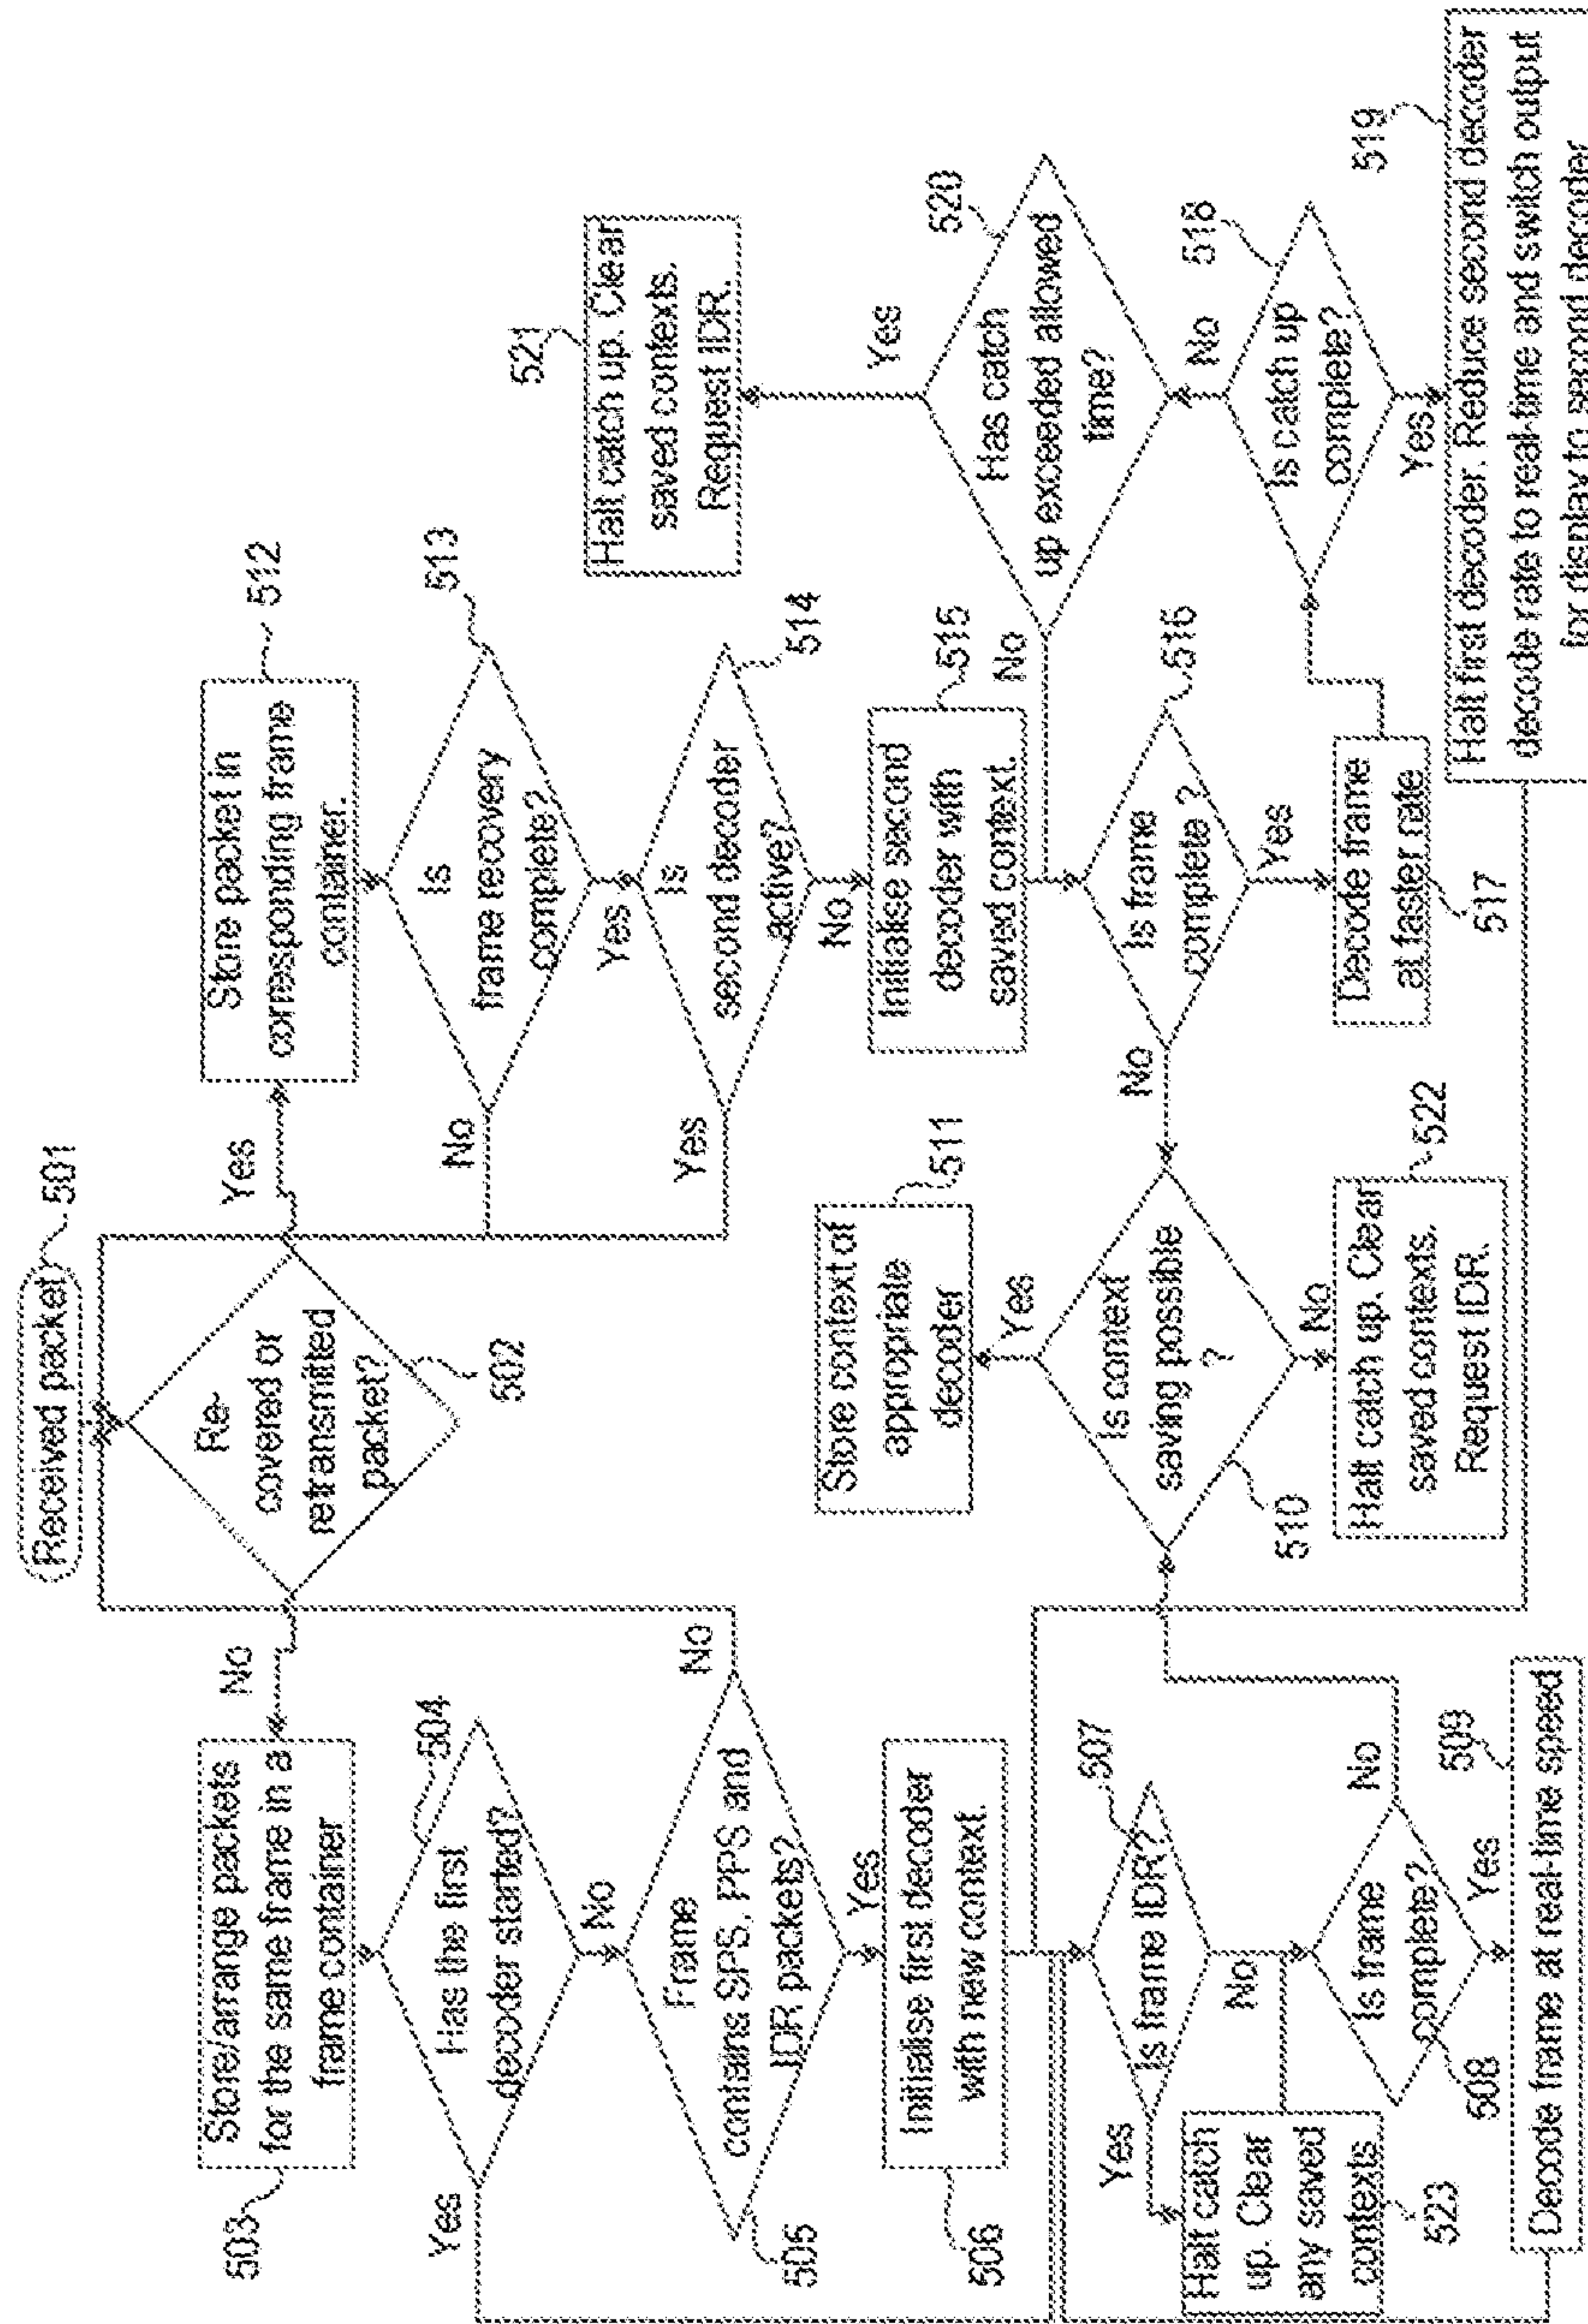 Received packet
501
Re-
covered or
retransmitted
packet?
502
No
Yes
Store/arrange packets
for the same frame in a
frame container
503
Has the first
decoder started?
504
Yes
No
Frame
contains SPS, PPS and
IDR packets?
505
No
Yes
Initialise first decoder
with new context.
506
Is frame IDR?
507
Yes
No
Halt catch
up. Clear
any saved
contexts.
523
Is frame
complete?
508
No
Yes
Decode frame at real-time speed
509
Store packet in
corresponding frame
container.
512
Is
frame recovery
complete?
513
No
Yes
Is
second decoder
active?
514
Yes
No
Initialise second
decoder with
saved context.
515
Is frame
complete ?
516
No
Yes
Decode frame
at faster rate.
517
Store context of
appropriate
decoder
511
Yes
Is context
saving possible
?
510
No
Halt catch up. Clear
saved contexts.
Request IDR.
522
Halt catch up. Clear
saved contexts.
Request IDR.
521
Yes
Has catch
up exceeded allowed
time?
520
No
No
Is catch up
complete?
518
Yes
Halt first decoder. Reduce second decoder
decode rate to real-time and switch output
for display to second decoder
519